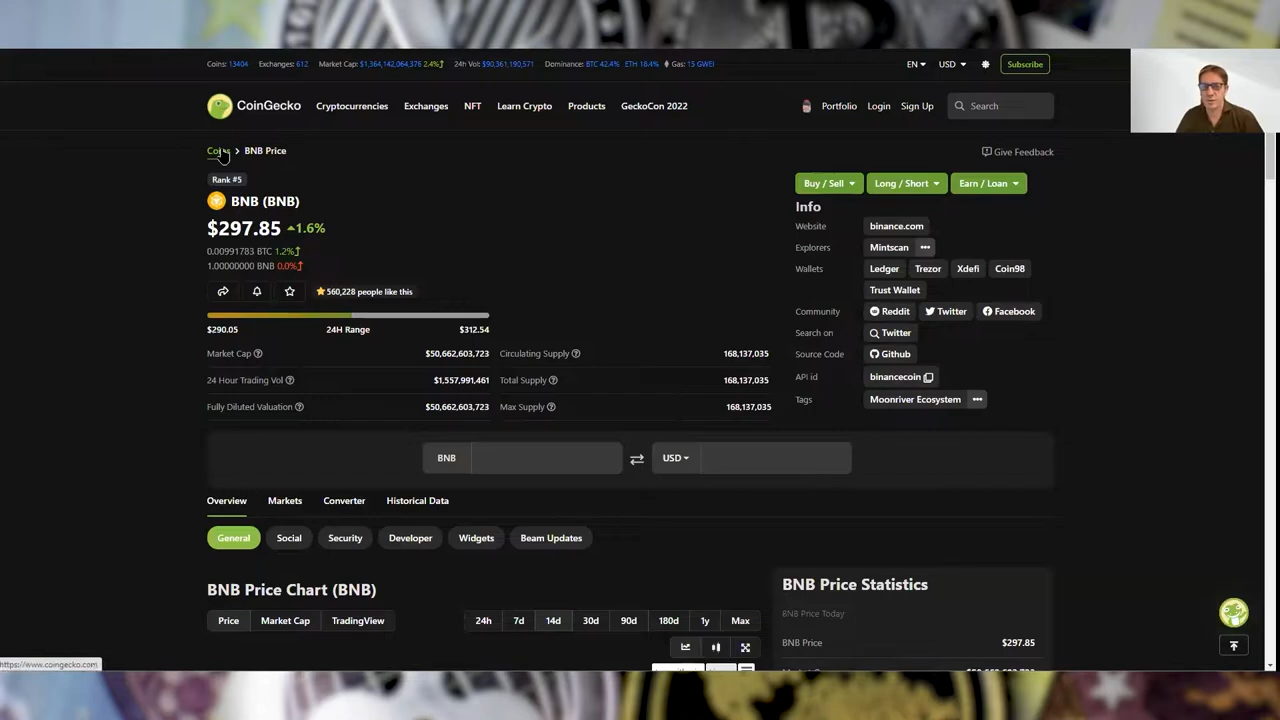 Coins: 13404 Exchanges: 612 Market Cap: $1,364,142,064,376 2.4% 24h Vol: $90,361,190,571 Dominance: BTC 42.4% ETH 18.4% Gas: 13 GWEI EN USD Subscribe
CoinGecko Cryptocurrencies Exchanges NFT Learn Crypto Products GeckoCon 2022 Portfolio Login Sign Up Search
Coins > BNB Price Give Feedback
Rank #5
BNB (BNB)
$297.85 1.6%
0.00991783 BTC 1.2%
1.00000000 BNB 0.0%
560,228 people like this
$290.05 24H Range $312.54
Market Cap $50,662,603,723 Circulating Supply 168,137,035
24 Hour Trading Vol $1,557,991,461 Total Supply 168,137,035
Fully Diluted Valuation $50,662,603,723 Max Supply 168,137,035
Buy / Sell Long / Short Earn / Loan
Info
Website binance.com
Explorers Mintscan
Wallets Ledger Trezor Xdefi Coin98
Trust Wallet
Community Reddit Twitter Facebook
Search on Twitter
Source Code Github
API id binancecoin
Tags Moonriver Ecosystem
BNB USD
Overview Markets Converter Historical Data
General Social Security Developer Widgets Beam Updates
BNB Price Chart (BNB)
Price Market Cap TradingView 24h 7d 14d 30d 90d 180d 1y Max
BNB Price Statistics
BNB Price Today
BNB Price $297.85
https://www.coingecko.com